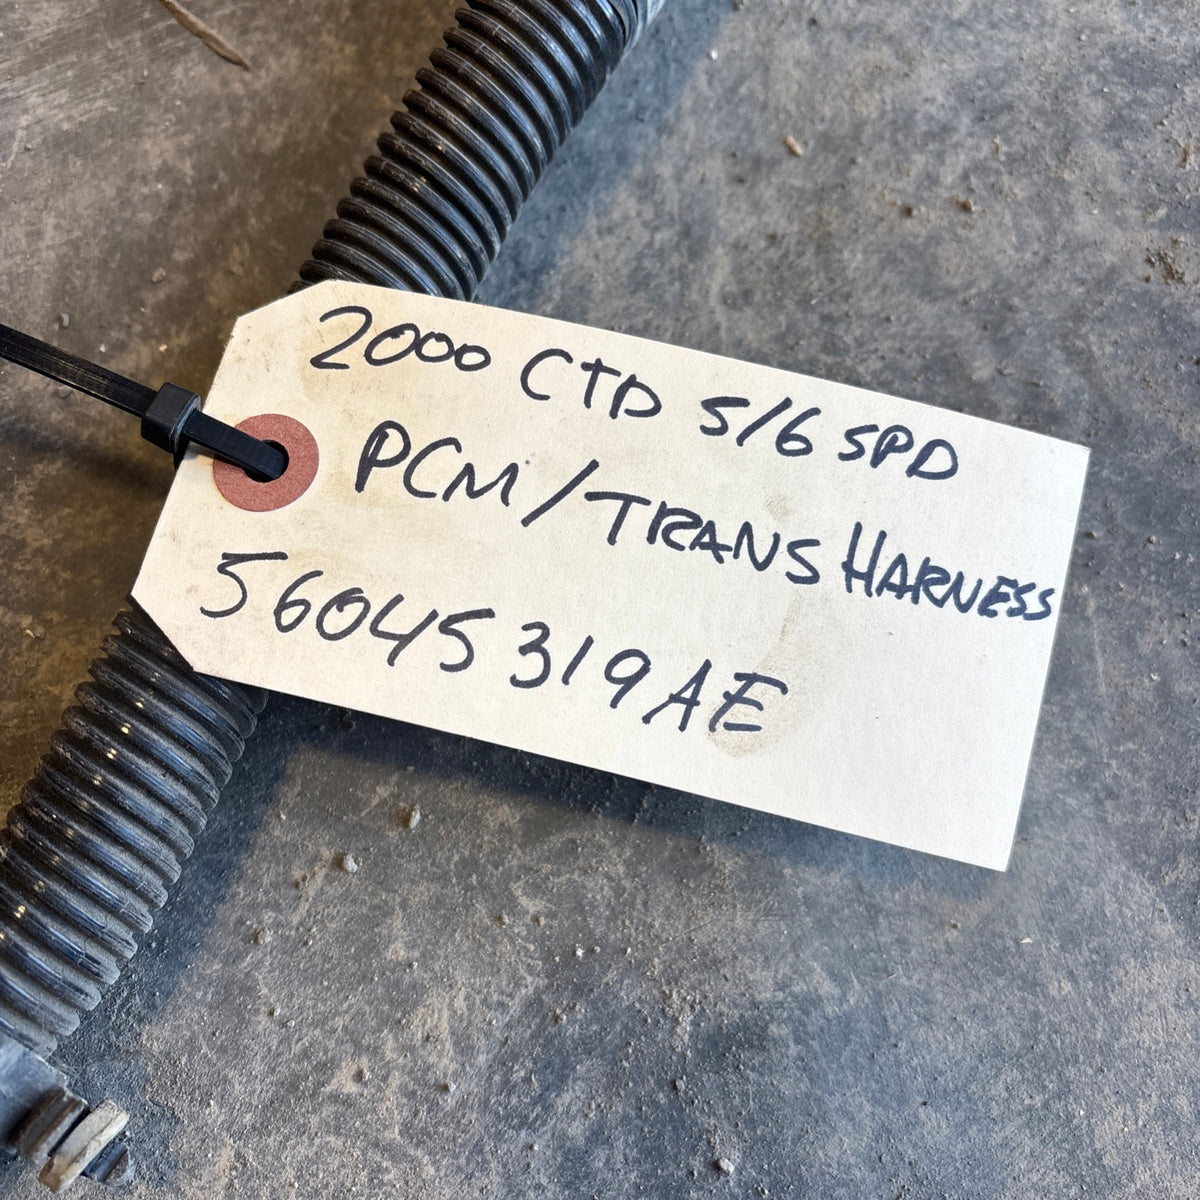 2000 CTD 5/6 SPD
PCM/TRANS HARNESS
56045319AE